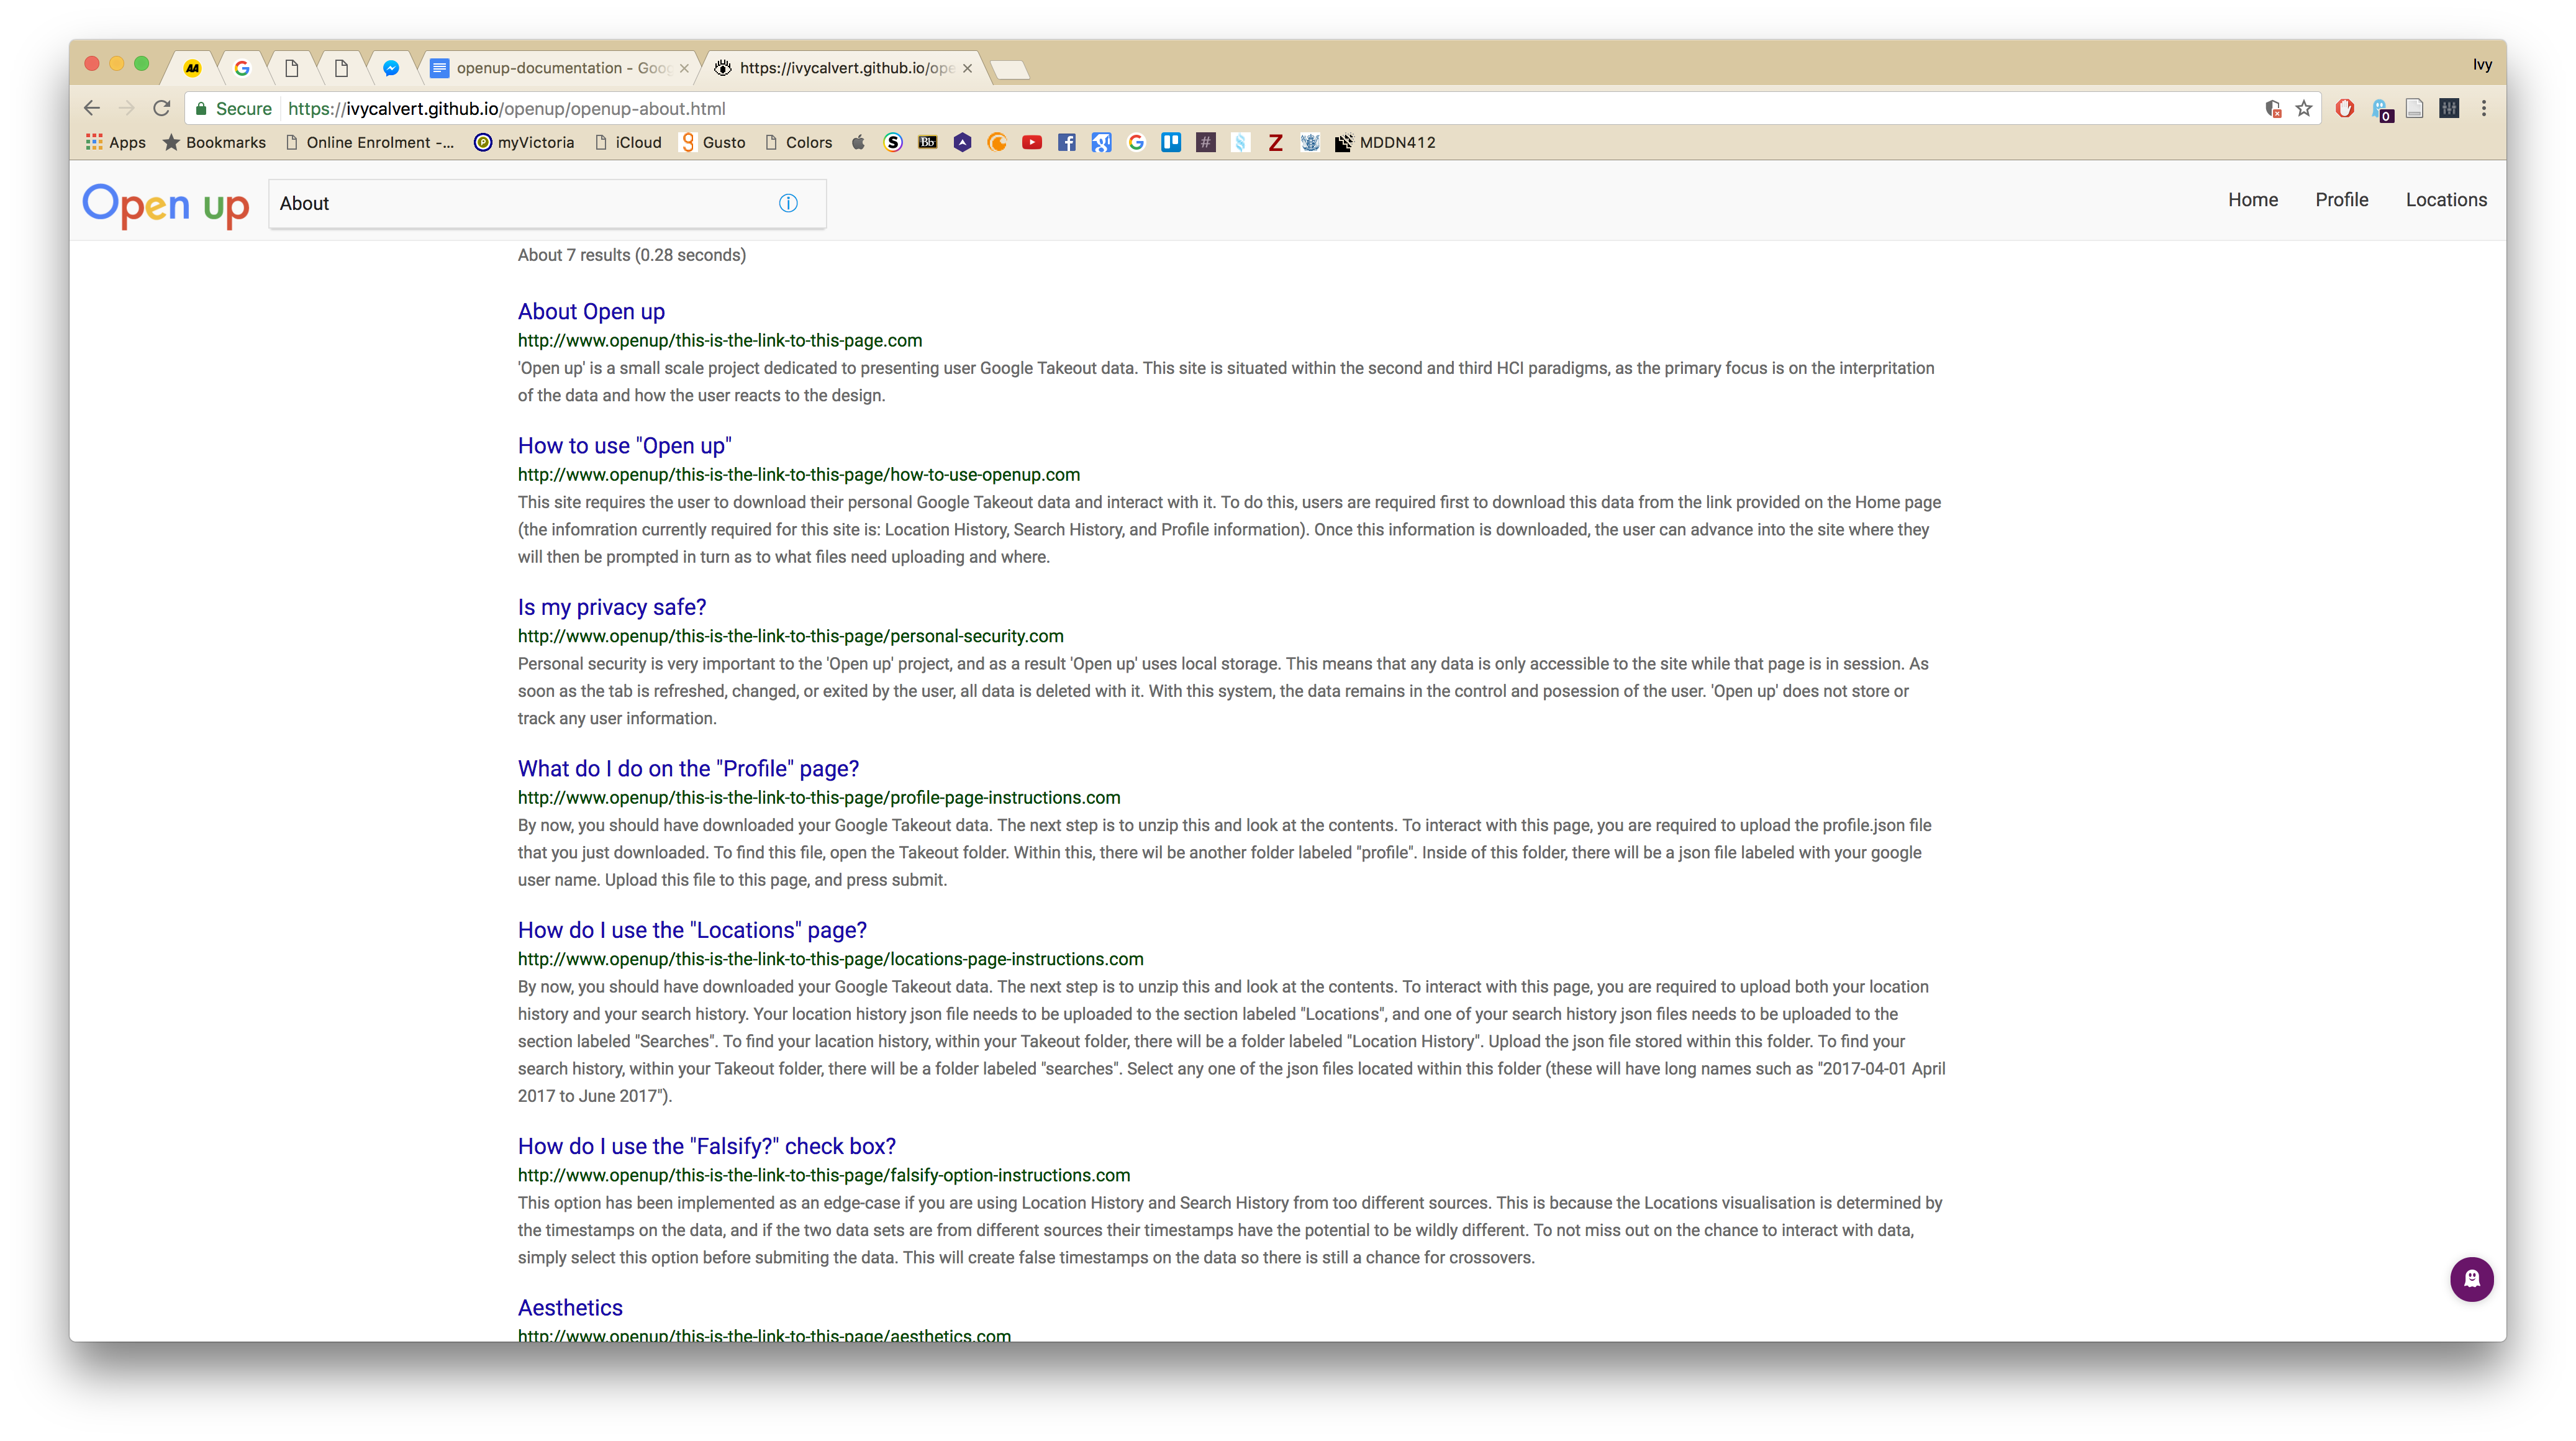 openup-documentation - Goog
https://ivycalvert.github.io/ope
Ivy
Secure https://ivycalvert.github.io/openup/openup-about.html
0
Apps Bookmarks Online Enrolment -... myVictoria iCloud Gusto Colors Bb MDDN412
Open up About Home Profile Locations
About 7 results (0.28 seconds)
About Open up
http://www.openup/this-is-the-link-to-this-page.com
'Open up' is a small scale project dedicated to presenting user Google Takeout data. This site is situated within the second and third HCI paradigms, as the primary focus is on the interpritation
of the data and how the user reacts to the design.
How to use "Open up"
http://www.openup/this-is-the-link-to-this-page/how-to-use-openup.com
This site requires the user to download their personal Google Takeout data and interact with it. To do this, users are required first to download this data from the link provided on the Home page
(the infomration currently required for this site is: Location History, Search History, and Profile information). Once this information is downloaded, the user can advance into the site where they
will then be prompted in turn as to what files need uploading and where.
Is my privacy safe?
http://www.openup/this-is-the-link-to-this-page/personal-security.com
Personal security is very important to the 'Open up' project, and as a result 'Open up' uses local storage. This means that any data is only accessible to the site while that page is in session. As
soon as the tab is refreshed, changed, or exited by the user, all data is deleted with it. With this system, the data remains in the control and posession of the user. 'Open up' does not store or
track any user information.
What do I do on the "Profile" page?
http://www.openup/this-is-the-link-to-this-page/profile-page-instructions.com
By now, you should have downloaded your Google Takeout data. The next step is to unzip this and look at the contents. To interact with this page, you are required to upload the profile.json file
that you just downloaded. To find this file, open the Takeout folder. Within this, there wil be another folder labeled "profile". Inside of this folder, there will be a json file labeled with your google
user name. Upload this file to this page, and press submit.
How do I use the "Locations" page?
http://www.openup/this-is-the-link-to-this-page/locations-page-instructions.com
By now, you should have downloaded your Google Takeout data. The next step is to unzip this and look at the contents. To interact with this page, you are required to upload both your location
history and your search history. Your location history json file needs to be uploaded to the section labeled "Locations", and one of your search history json files needs to be uploaded to the
section labeled "Searches". To find your lacation history, within your Takeout folder, there will be a folder labeled "Location History". Upload the json file stored within this folder. To find your
search history, within your Takeout folder, there will be a folder labeled "searches". Select any one of the json files located within this folder (these will have long names such as "2017-04-01 April
2017 to June 2017").
How do I use the "Falsify?" check box?
http://www.openup/this-is-the-link-to-this-page/falsify-option-instructions.com
This option has been implemented as an edge-case if you are using Location History and Search History from too different sources. This is because the Locations visualisation is determined by
the timestamps on the data, and if the two data sets are from different sources their timestamps have the potential to be wildly different. To not miss out on the chance to interact with data,
simply select this option before submiting the data. This will create false timestamps on the data so there is still a chance for crossovers.
Aesthetics
http://www.openup/this-is-the-link-to-this-page/aesthetics.com